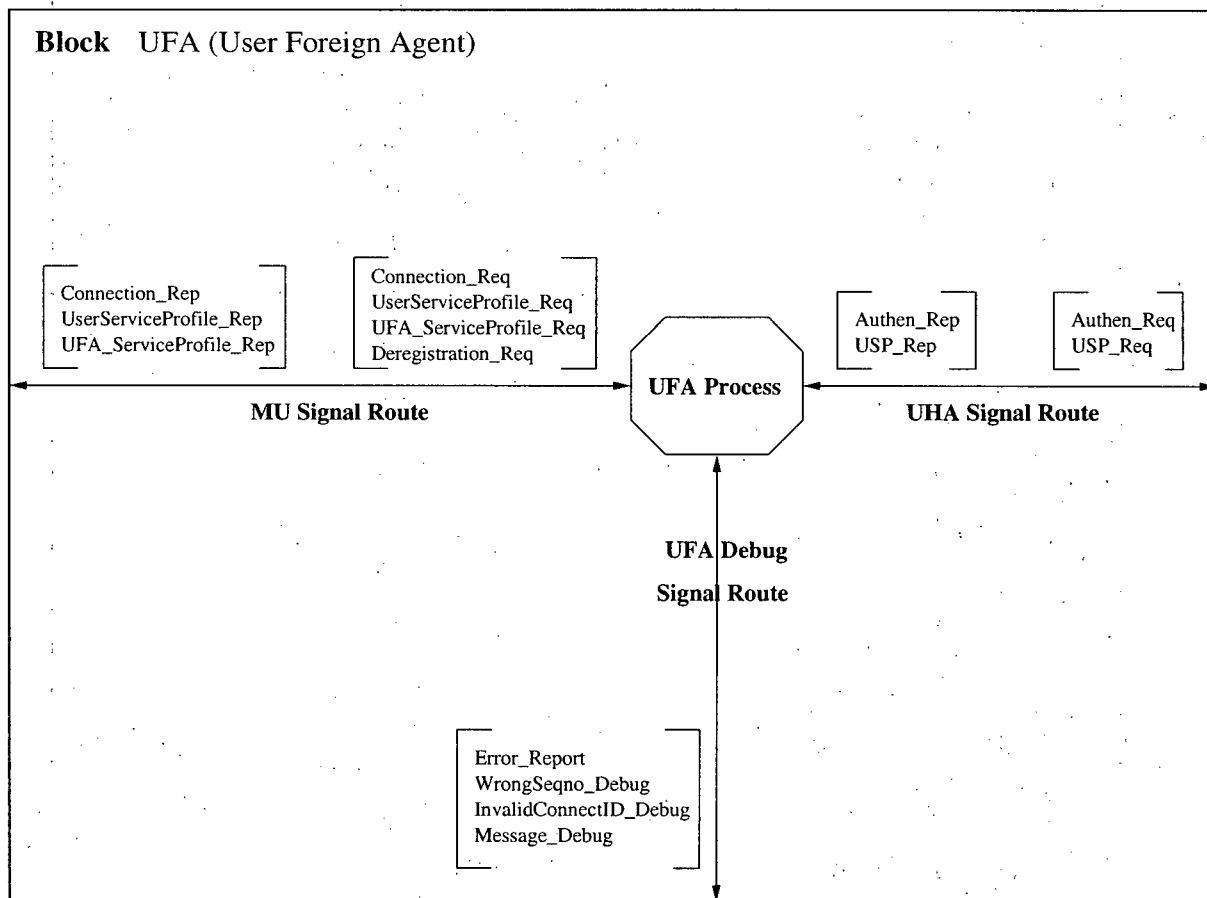 Block UFA (User Foreign Agent)
Connection_Rep
UserServiceProfile_Rep
UFA_ServiceProfile_Rep
Connection_Req
UserServiceProfile_Req
UFA_ServiceProfile_Req
Deregistration_Req
Authen_Rep
USP_Rep
Authen_Req
USP_Req
MU Signal Route
UFA Process
UHA Signal Route
UFA Debug
Signal Route
Error_Report
WrongSeqno_Debug
InvalidConnectID_Debug
Message_Debug